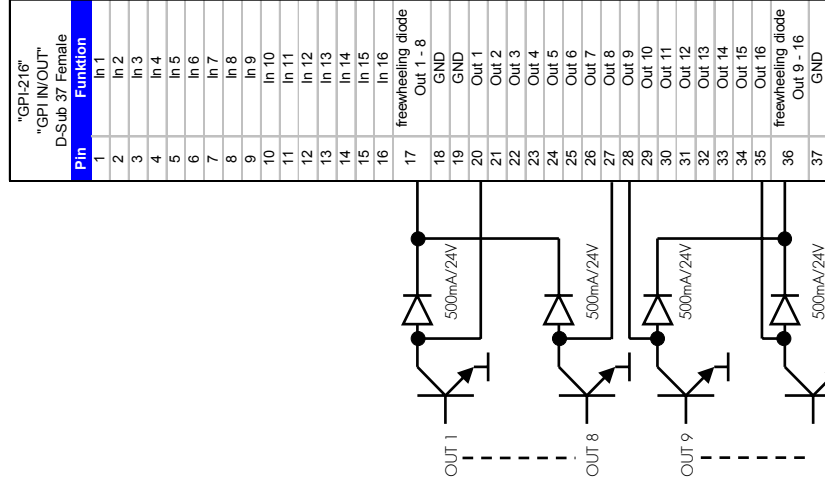 "GPI-216"
"GPI IN/OUT"
D-Sub 37 Female
Pin Funktion
1 In 1
2 In 2
3 In 3
4 In 4
5 In 5
6 In 6
7 In 7
8 In 8
9 In 9
10 In 10
11 In 11
12 In 12
13 In 13
14 In 14
15 In 15
16 In 16
17 freewheeling diode
Out 1 - 8
18 GND
19 GND
20 Out 1
21 Out 2
22 Out 3
23 Out 4
24 Out 5
25 Out 6
26 Out 7
27 Out 8
28 Out 9
29 Out 10
30 Out 11
31 Out 12
32 Out 13
33 Out 14
34 Out 15
35 Out 16
36 freewheeling diode
Out 9 - 16
37 GND
500mA/24V
500mA/24V
500mA/24V
500mA/24V
OUT 1
OUT 8
OUT 9